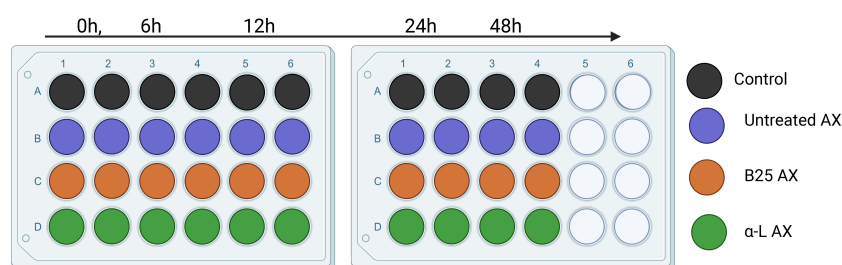 0h, 6h 12h 24h 48h
1 2 3 4 5 6 1 2 3 4 5 6
A A Control
B B Untreated AX
C C B25 AX
D D α-L AX